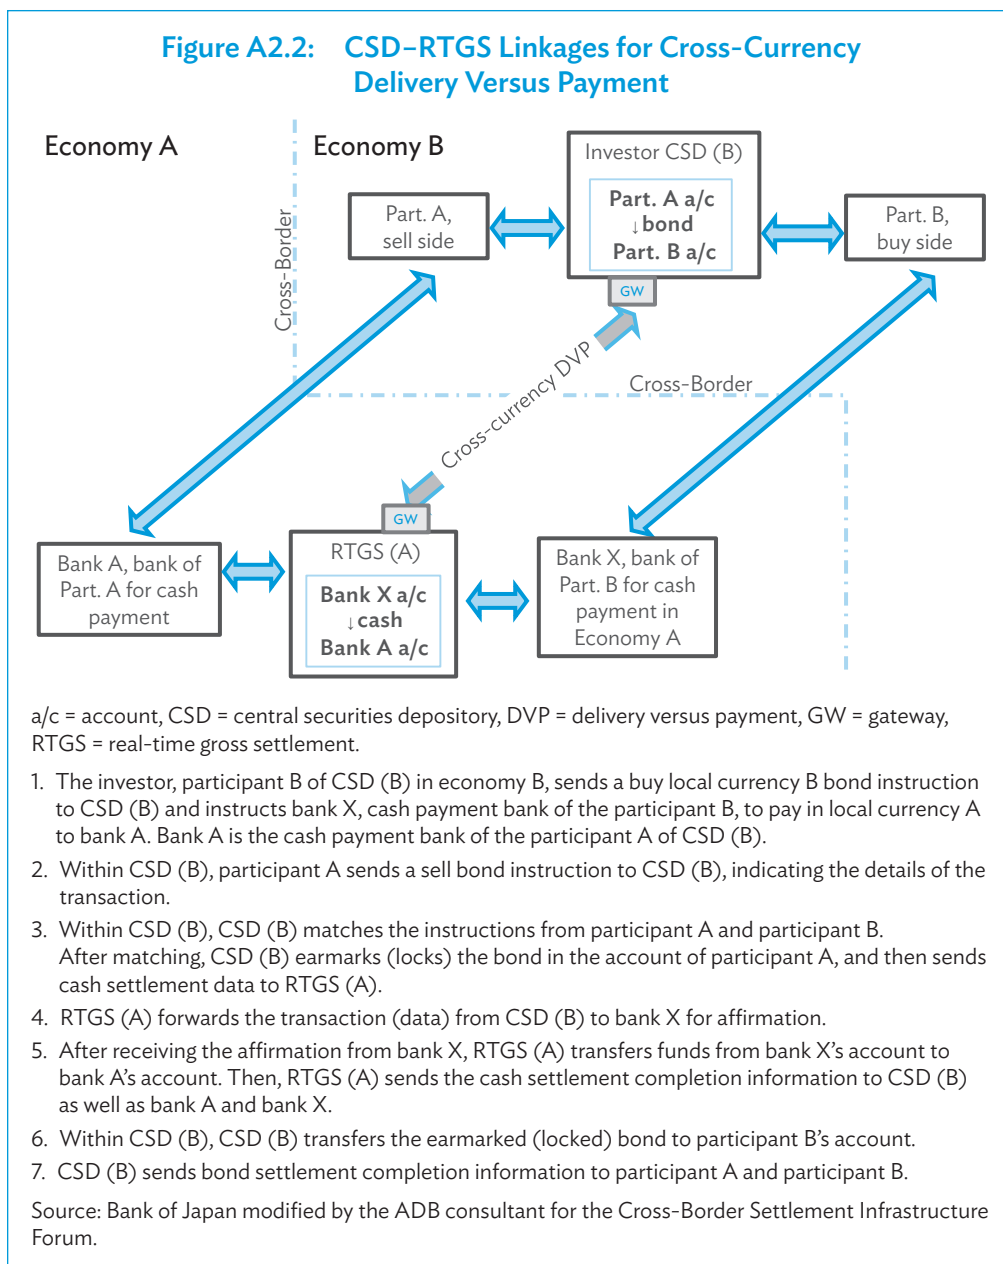 Figure A2.2: CSD–RTGS Linkages for Cross-Currency
Delivery Versus Payment
Economy A
Economy B
Investor CSD (B)
Part. A a/c
↓bond
Part. B a/c
GW
Part. A,
sell side
Part. B,
buy side
Cross-Border
Cross-Border
Cross-currency DVP
GW
RTGS (A)
Bank X a/c
↓cash
Bank A a/c
Bank A, bank of
Part. A for cash
payment
Bank X, bank of
Part. B for cash
payment in
Economy A
a/c = account, CSD = central securities depository, DVP = delivery versus payment, GW = gateway,
RTGS = real-time gross settlement.
1. The investor, participant B of CSD (B) in economy B, sends a buy local currency B bond instruction
to CSD (B) and instructs bank X, cash payment bank of the participant B, to pay in local currency A
to bank A. Bank A is the cash payment bank of the participant A of CSD (B).
2. Within CSD (B), participant A sends a sell bond instruction to CSD (B), indicating the details of the
transaction.
3. Within CSD (B), CSD (B) matches the instructions from participant A and participant B.
After matching, CSD (B) earmarks (locks) the bond in the account of participant A, and then sends
cash settlement data to RTGS (A).
4. RTGS (A) forwards the transaction (data) from CSD (B) to bank X for affirmation.
5. After receiving the affirmation from bank X, RTGS (A) transfers funds from bank X's account to
bank A's account. Then, RTGS (A) sends the cash settlement completion information to CSD (B)
as well as bank A and bank X.
6. Within CSD (B), CSD (B) transfers the earmarked (locked) bond to participant B's account.
7. CSD (B) sends bond settlement completion information to participant A and participant B.
Source: Bank of Japan modified by the ADB consultant for the Cross-Border Settlement Infrastructure
Forum.